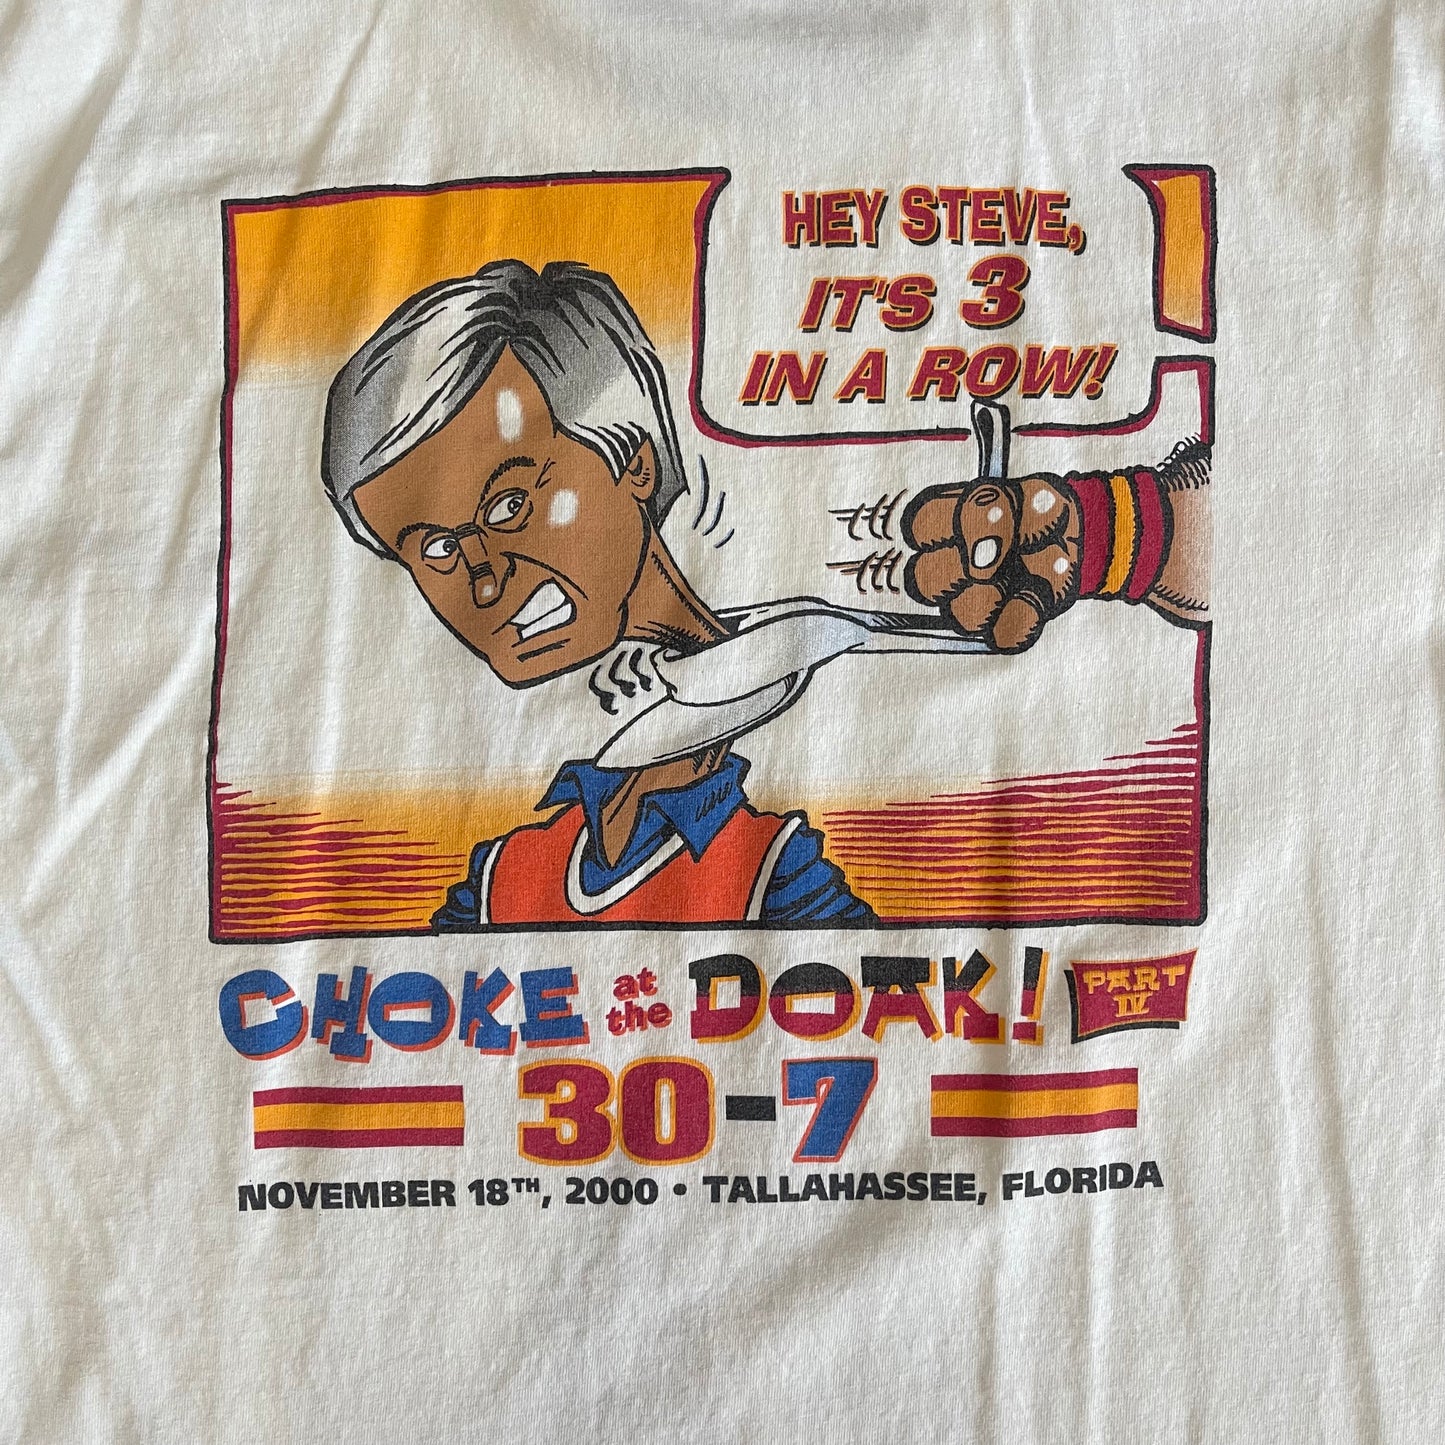 HEY STEVE,
IT'S 3
IN A ROW!
CHOKE at the DOAK! PART IV
30-7
NOVEMBER 18TH, 2000 • TALLAHASSEE, FLORIDA